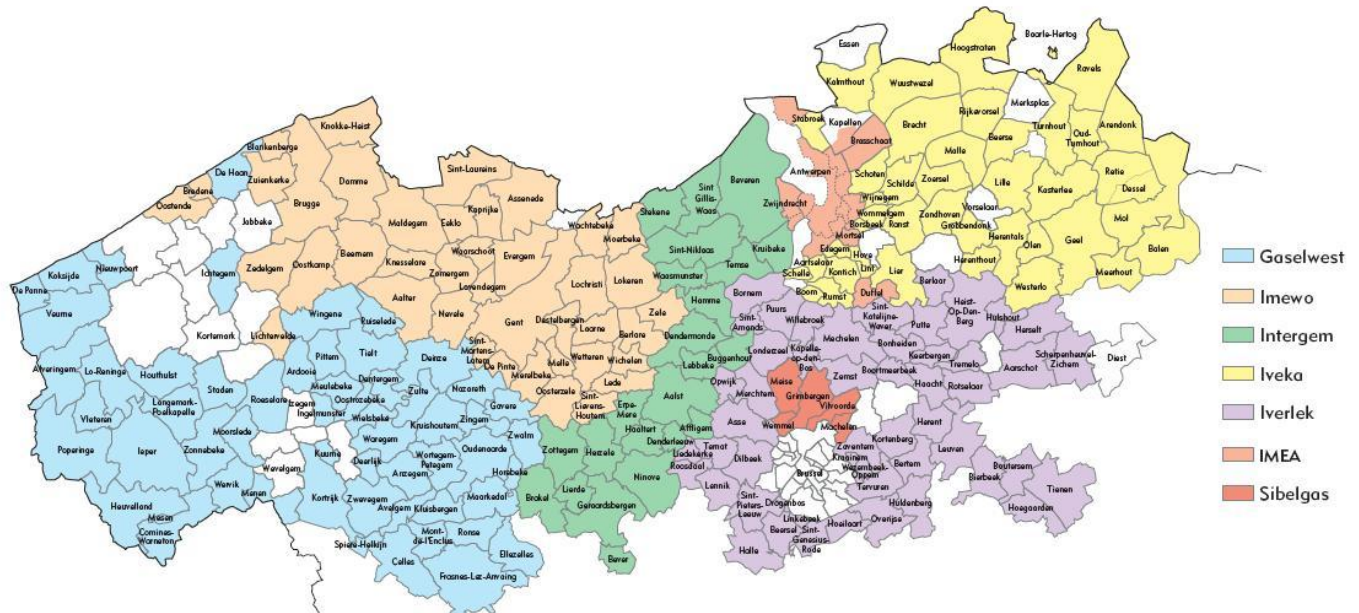 Essen
Baarle-Hertog
Hoogstraten
Kalmthout
Wuustwezel
Ravels
Merksplas
Rijkevorsel
Kapellen
Stabroek
Brecht
Turnhout
Arendonk
Beerse
Oud-
Turnhout
Brasschaat
Malle
Knokke-Heist
Blankenberge
De Haan
Zuienkerke
Bredene
Oostende
Damme
Sint-Laureins
Assenede
Brugge
Kaprijke
Jabbeke
Maldegem
Eeklo
Wachtebeke
Moerbeke
Stekene
Sint
Gillis-
Waas
Beveren
Antwerpen
Zwijndrecht
Schoten
Schilde
Wijnegem
Wommelgem
Borsbeek
Ranst
Mortsel
Zoersel
Lille
Kasterlee
Retie
Dessel
Vorselaar
Zandhoven
Grobbendonk
Mol
Herentals
Olen
Geel
Balen
Herenthout
Meerhout
Westerlo
Edegem
Hove
Aartselaar
Lint
Kontich
Schelle
Lier
Boom
Rumst
Duffel
Berlaar
Koksijde
Nieuwpoort
De Panne
Veurne
Ichtegem
Zedelgem
Oostkamp
Beernem
Knesselare
Waarschoot
Zomergem
Evergem
Lovendegem
Lokeren
Lochristi
Sint-Niklaas
Kruibeke
Temse
Waasmunster
Hamme
Kortemark
Lichtervelde
Aalter
Nevele
Gent
Destelbergen
Zele
Laarne
Berlare
Dendermonde
Wingene
Ruiselede
Tielt
Pittem
Ardooie
Deinze
Sint-
Martens-
Latem
De Pinte
Melle
Wetteren
Wichelen
Merelbeke
Oosterzele
Lede
Sint-
Lievens-
Houtem
Buggenhout
Lebbeke
Aalst
Erpe-
Mere
Haaltert
Affligem
Denderleeuw
Alveringem
Lo-Reninge
Houthulst
Staden
Langemark-
Poelkapelle
Roeselare
Vleteren
Moorslede
Ieper
Zonnebeke
Poperinge
Wervik
Menen
Heuvelland
Mesen
Comines-
Warneton
Meulebeke
Dentergem
Izegem
Oostrozebeke
Ingelmunster
Wielsbeke
Zulte
Nazareth
Kruishoutem
Gavere
Zingem
Zwalm
Waregem
Kuurne
Deerlijk
Wortegem-
Petegem
Oudenaarde
Anzegem
Wevelgem
Horebeke
Kortrijk
Zwevegem
Avelgem
Kluisbergen
Maarkedal
Mont-
de-l'Enclus
Ronse
Spiere-Helkijn
Celles
Ellezelles
Frasnes-Lez-Anvaing
Zottegem
Herzele
Ninove
Brakel
Lierde
Geraardsbergen
Bever
Bornem
Puurs
Sint-
Amands
Willebroek
Sint-
Katelijne-
Waver
Putte
Heist-
Op-Den-
Berg
Hulshout
Herselt
Londerzeel
Kapelle-
op-den-
Bos
Mechelen
Bonheiden
Keerbergen
Tremelo
Scherpenheuvel-
Zichem
Diest
Aarschot
Zemst
Boortmeerbeek
Haacht
Rotselaar
Opwijk
Merchtem
Meise
Grimbergen
Vilvoorde
Machelen
Wemmel
Asse
Ternat
Liedekerke
Roosdaal
Dilbeek
Lennik
Brussel
Zaventem
Kraainem
Wezembeek-
Oppem
Kortenberg
Herent
Leuven
Bertem
Tervuren
Bierbeek
Boutersem
Tienen
Hoegaarden
Huldenberg
Overijse
Hoeilaart
Drogenbos
Linkebeek
Sint-
Pieters-
Leeuw
Beersel
Sint-
Genesius-
Rode
Halle
Gaselwest
Imewo
Intergem
Iveka
Iverlek
IMEA
Sibelgas